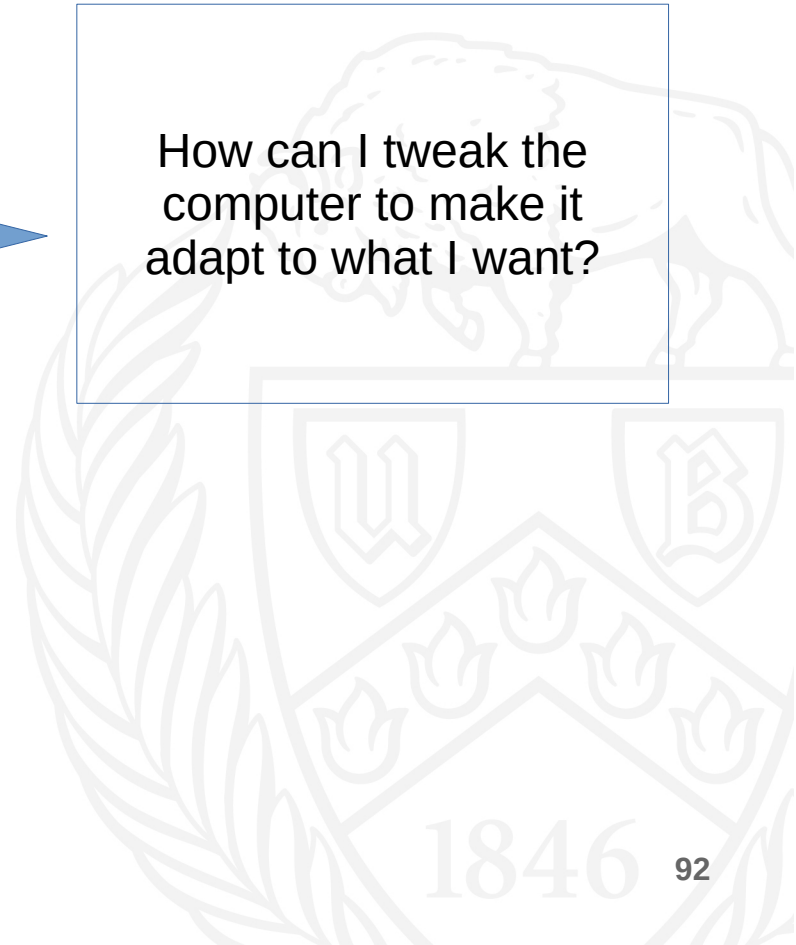 How can I tweak the
computer to make it
adapt to what I want?
U B
1846
92